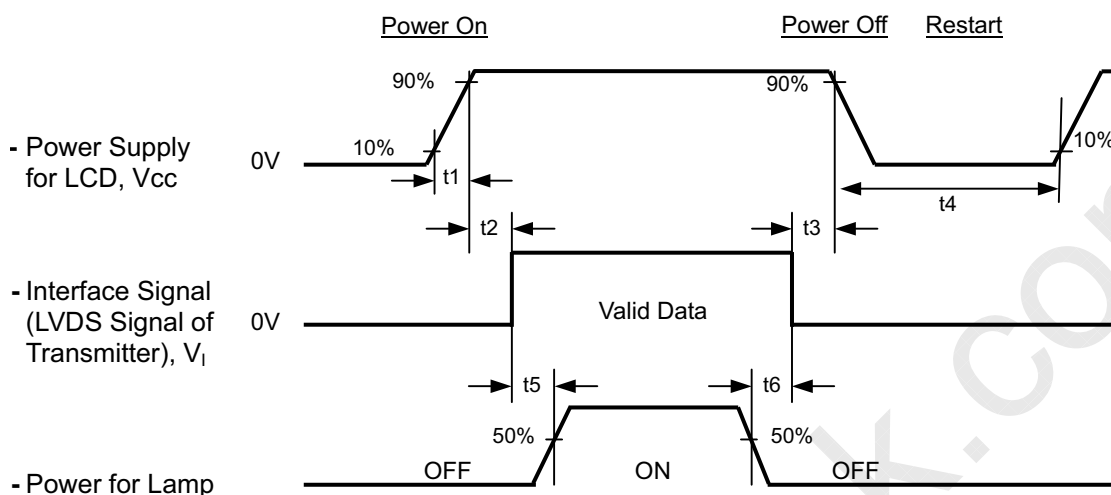 Power On
Power Off Restart
90%
90%
10%
10%
- Power Supply
for LCD, Vcc
0V
t1
t4
t2
t3
- Interface Signal
(LVDS Signal of
Transmitter), VI
0V
Valid Data
t5
t6
50%
50%
OFF
ON
OFF
- Power for Lamp
k.com